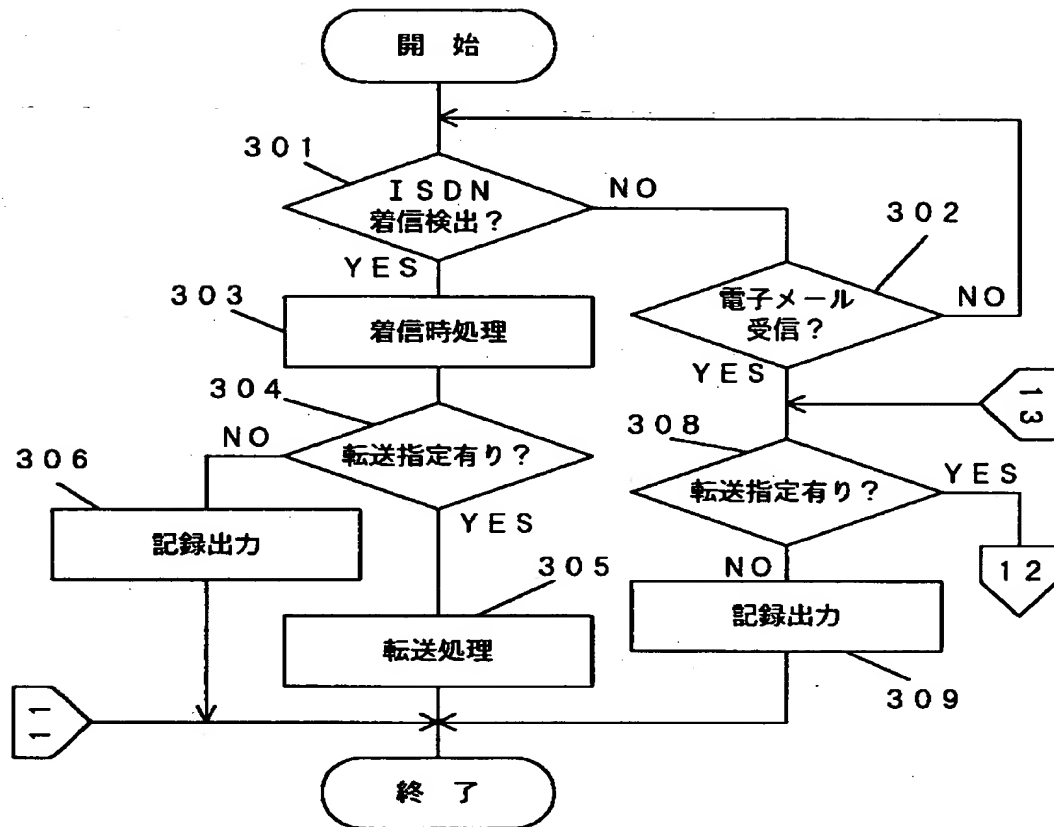 開 始
３０１
ＩＳＤＮ
着信検出？
ＮＯ
３０２
ＹＥＳ
３０３
電子メール
受信？
ＮＯ
着信時処理
ＹＥＳ
３０４
１３
３０８
ＮＯ
転送指定有り？
３０６
転送指定有り？
ＹＥＳ
ＹＥＳ
記録出力
３０５
ＮＯ
１２
転送処理
記録出力
３０９
１１
終 了